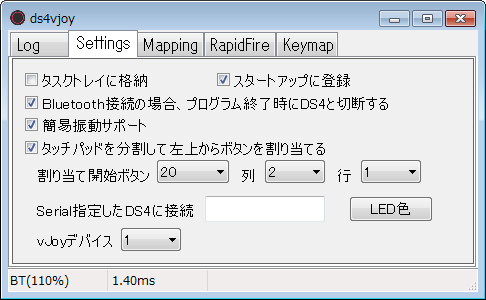 ds4vjoy
Log Settings Mapping RapidFire Keymap
タスクトレイに格納 スタートアップに登録
Bluetooth接続の場合、プログラム終了時にDS4と切断する
簡易振動サポート
タッチパッドを分割して左上からボタンを割り当てる
割り当て開始ボタン 20 列 2 行 1
Serial指定したDS4に接続 LED色
vJoyデバイス 1
BT(110%) 1.40ms